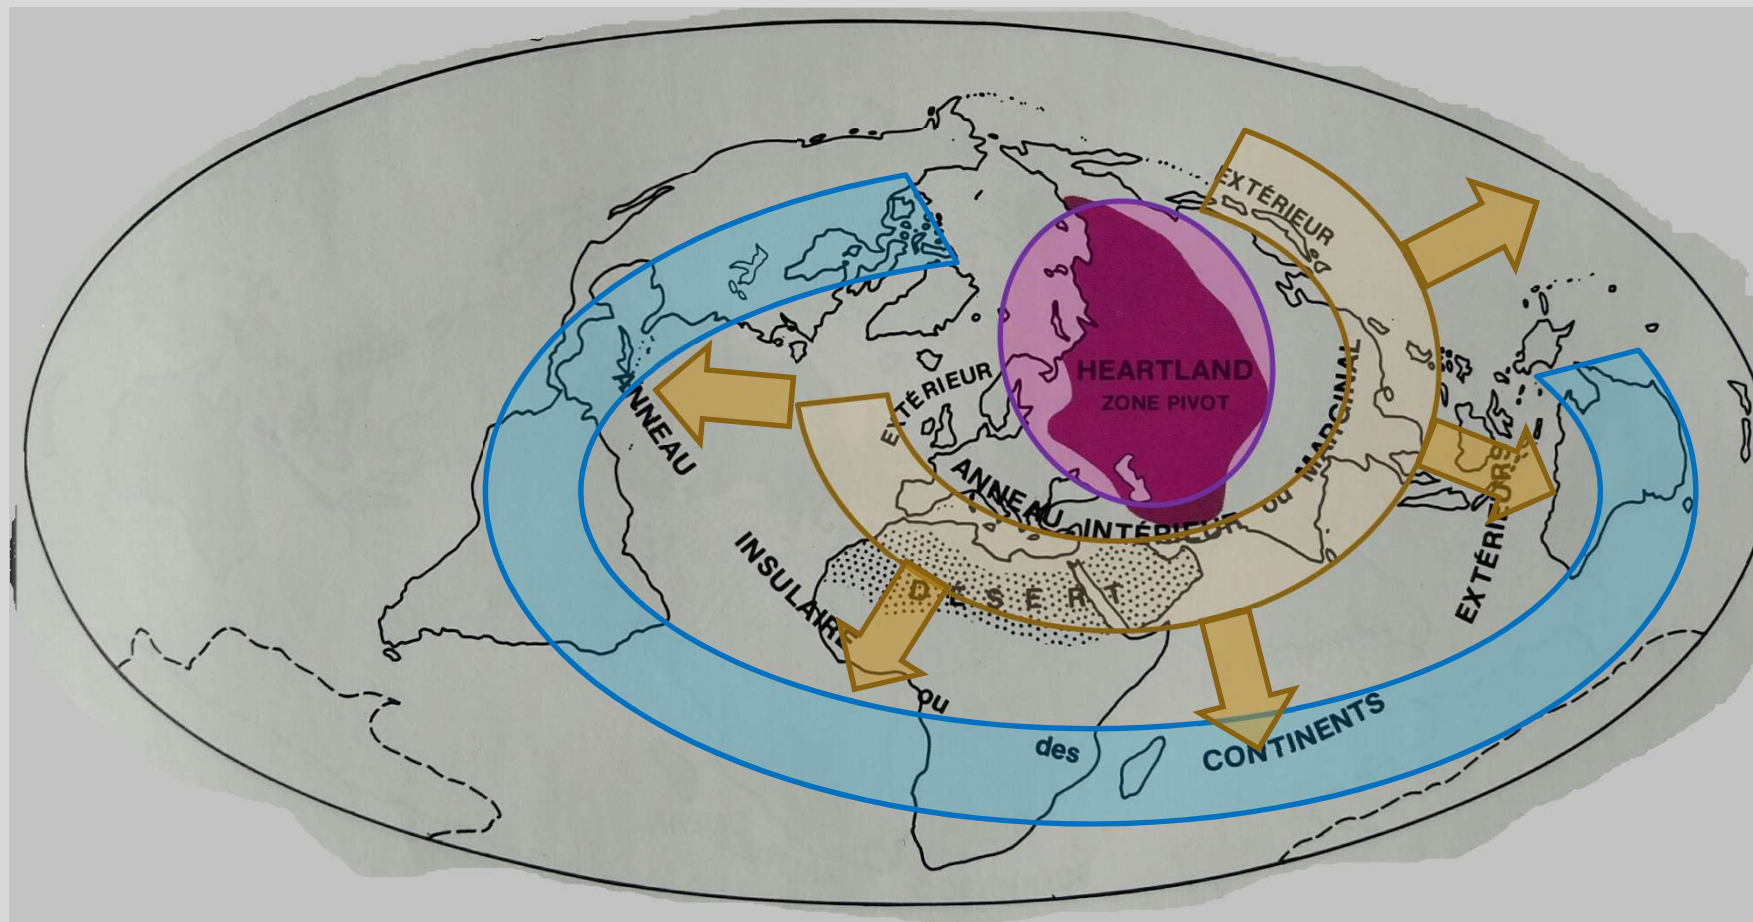 EXTÉRIEUR
HEARTLAND
ZONE PIVOT
EXTÉRIEUR
ANNEAU INTÉRIEUR ou MARGINAL
DÉSERT
ANNEAU
INSULAIRE
ou
des
CONTINENTS
EXTÉRIEURS